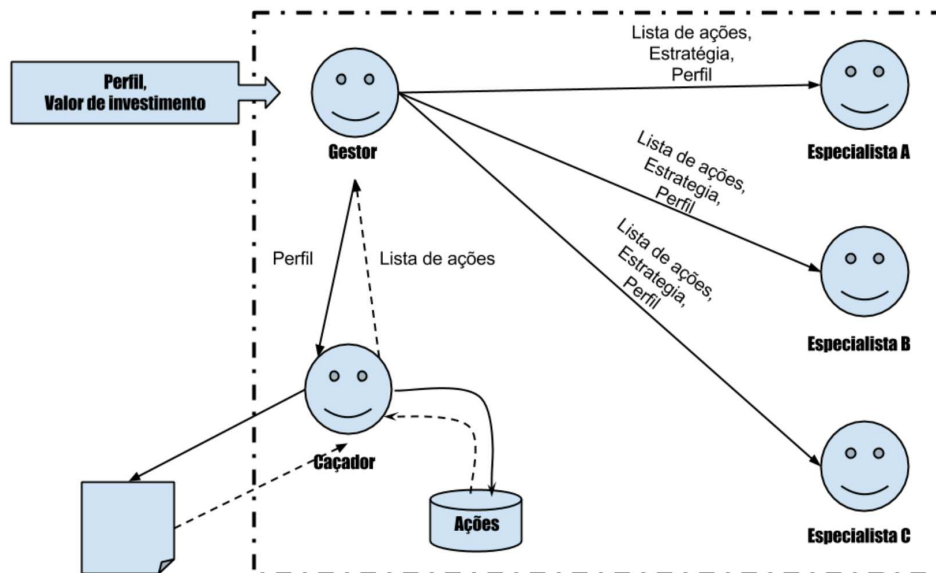 Perfil,
Valor de investimento
Gestor
Lista de ações,
Estratégia,
Perfil
Especialista A
Lista de ações,
Estrategia,
Perfil
Especialista B
Lista de ações,
Estrategia,
Perfil
Especialista C
Perfil
Lista de ações
Caçador
Ações